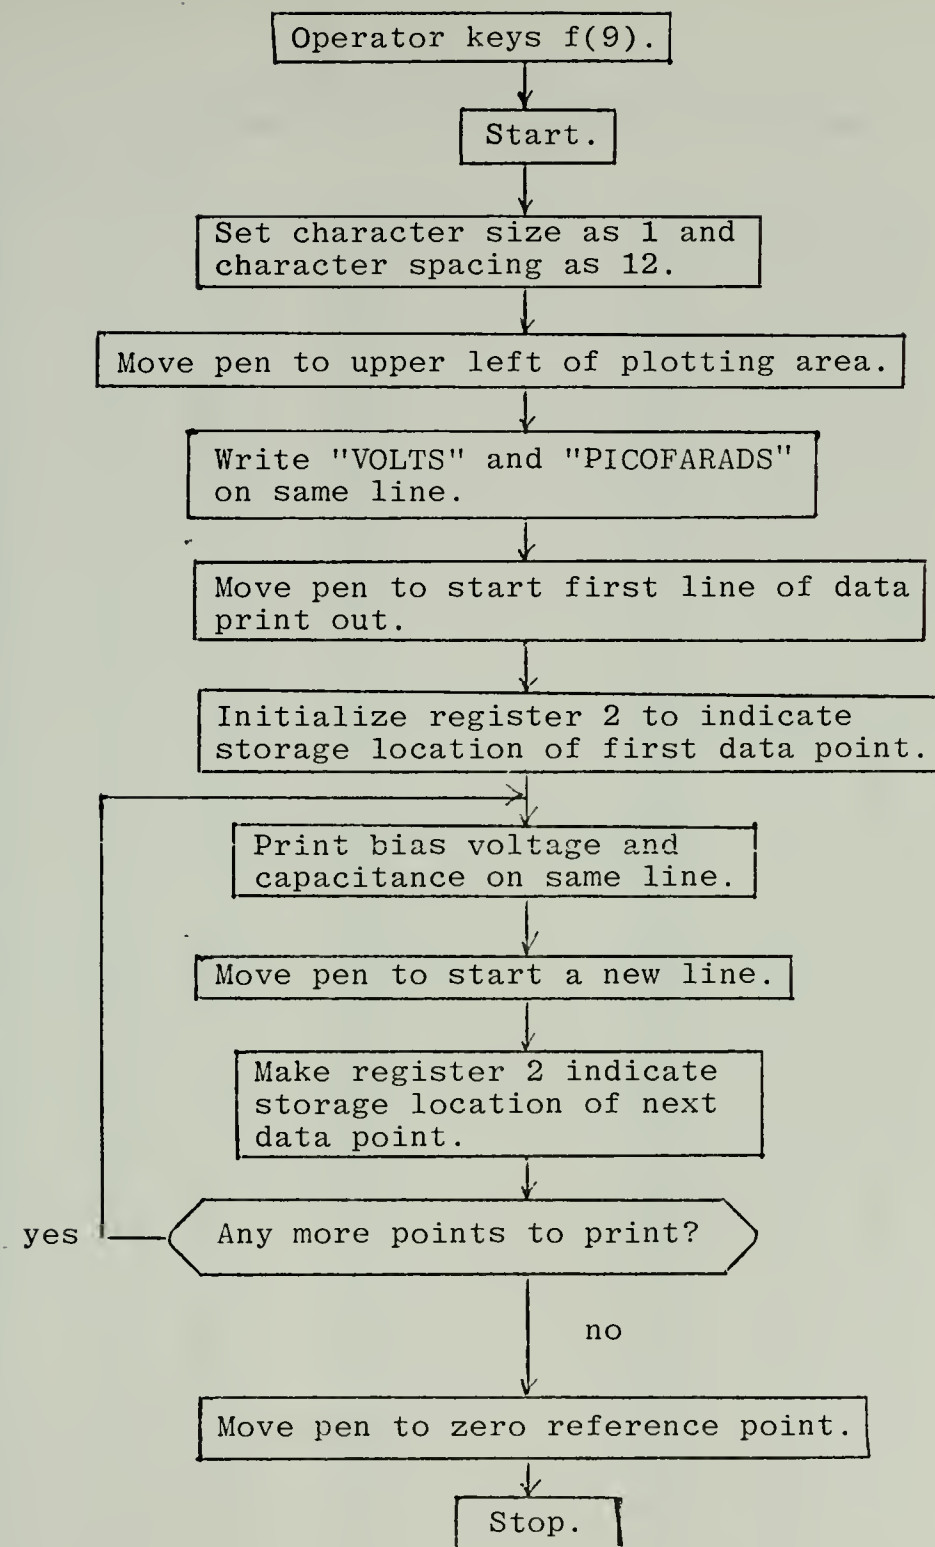 Operator keys f(9).
Start.
Set character size as 1 and
character spacing as 12.
Move pen to upper left of plotting area.
Write "VOLTS" and "PICOFARADS"
on same line.
Move pen to start first line of data
print out.
Initialize register 2 to indicate
storage location of first data point.
Print bias voltage and
capacitance on same line.
Move pen to start a new line.
Make register 2 indicate
storage location of next
data point.
yes
Any more points to print?
no
Move pen to zero reference point.
Stop.